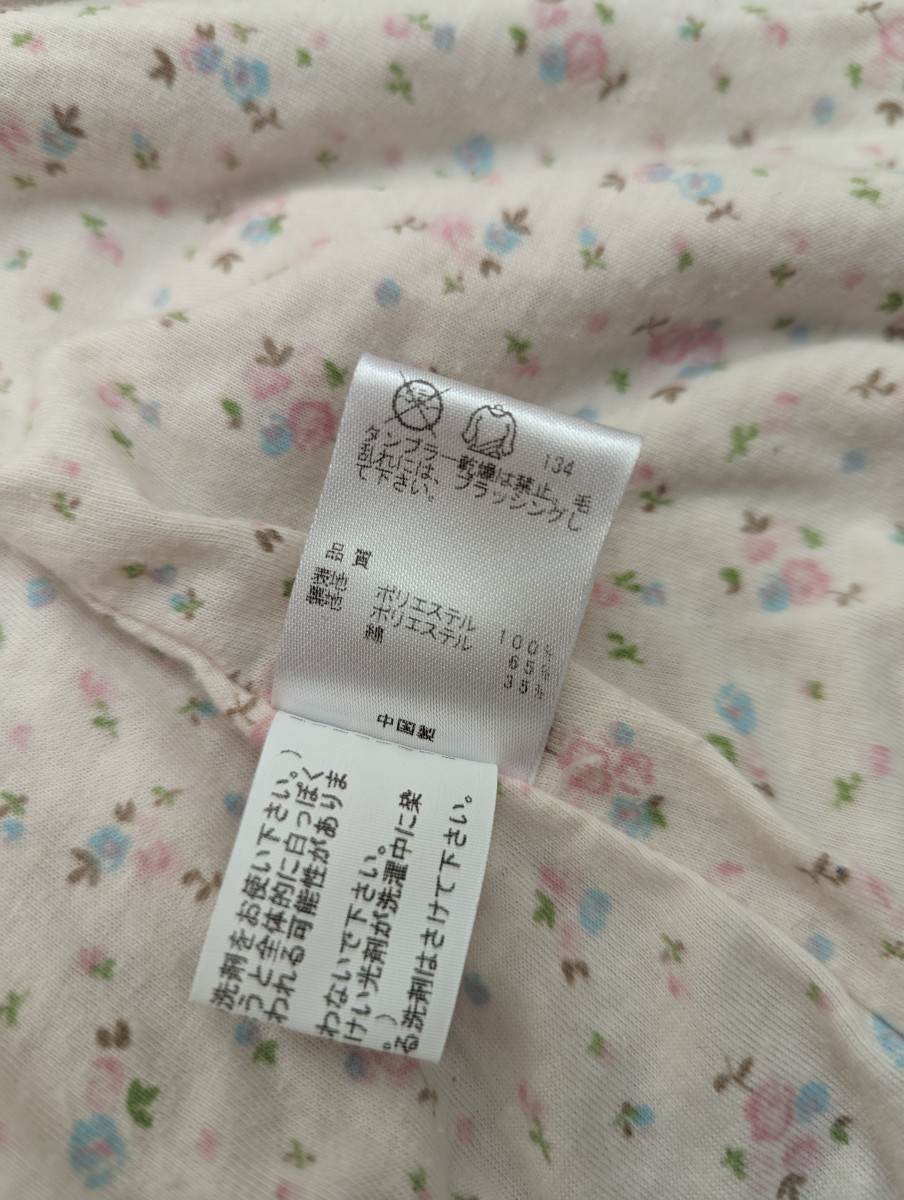 134
タンブラー乾燥は禁止。毛
乱れには、ブラッシングし
て下さい。
品質
表地 ポリエステル 100%
裏地 ポリエステル 65%
綿 35%
中国製
洗剤をお使い下さい。)
うと全体的に白っぽく
われる可能性がありま
わないで下さい。
けい光剤が洗濯中に染
。)
る洗剤はさけて下さい。